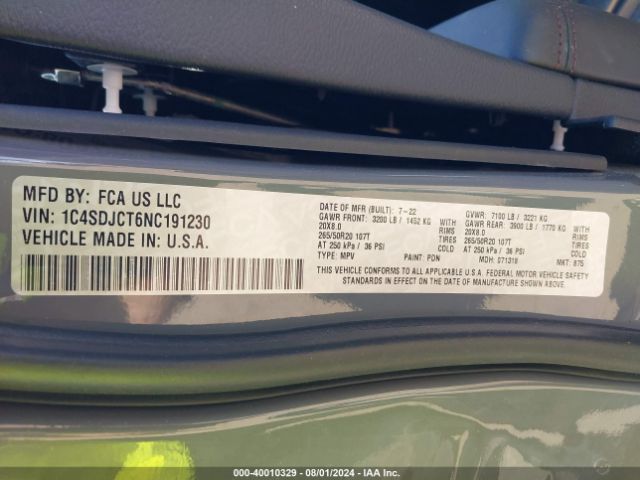 MFD BY: FCA US LLC
VIN: 1C4SDJCT6NC191230
VEHICLE MADE IN: U.S.A.
DATE OF MFR (BUILT): 7-22 GVWR: 7100 LB / 3221 KG
GAWR FRONT: 3200 LB / 1452 KG WITH GAWR REAR: 3900 LB / 1770 KG WITH
20X8.0 RIMS 20X8.0 RIMS
265/50R20 107T TIRES 265/50R20 107T TIRES
AT 250 kPa / 36 PSI COLD AT 250 kPa / 36 PSI COLD
TYPE: MPV PAINT: PDN MDH: 071318 MKT: 875
THIS VEHICLE CONFORMS TO ALL APPLICABLE U.S.A. FEDERAL MOTOR VEHICLE SAFETY
STANDARDS IN EFFECT ON THE DATE OF MANUFACTURE SHOWN ABOVE.
000-40010329 - 08/01/2024 - IAA Inc.